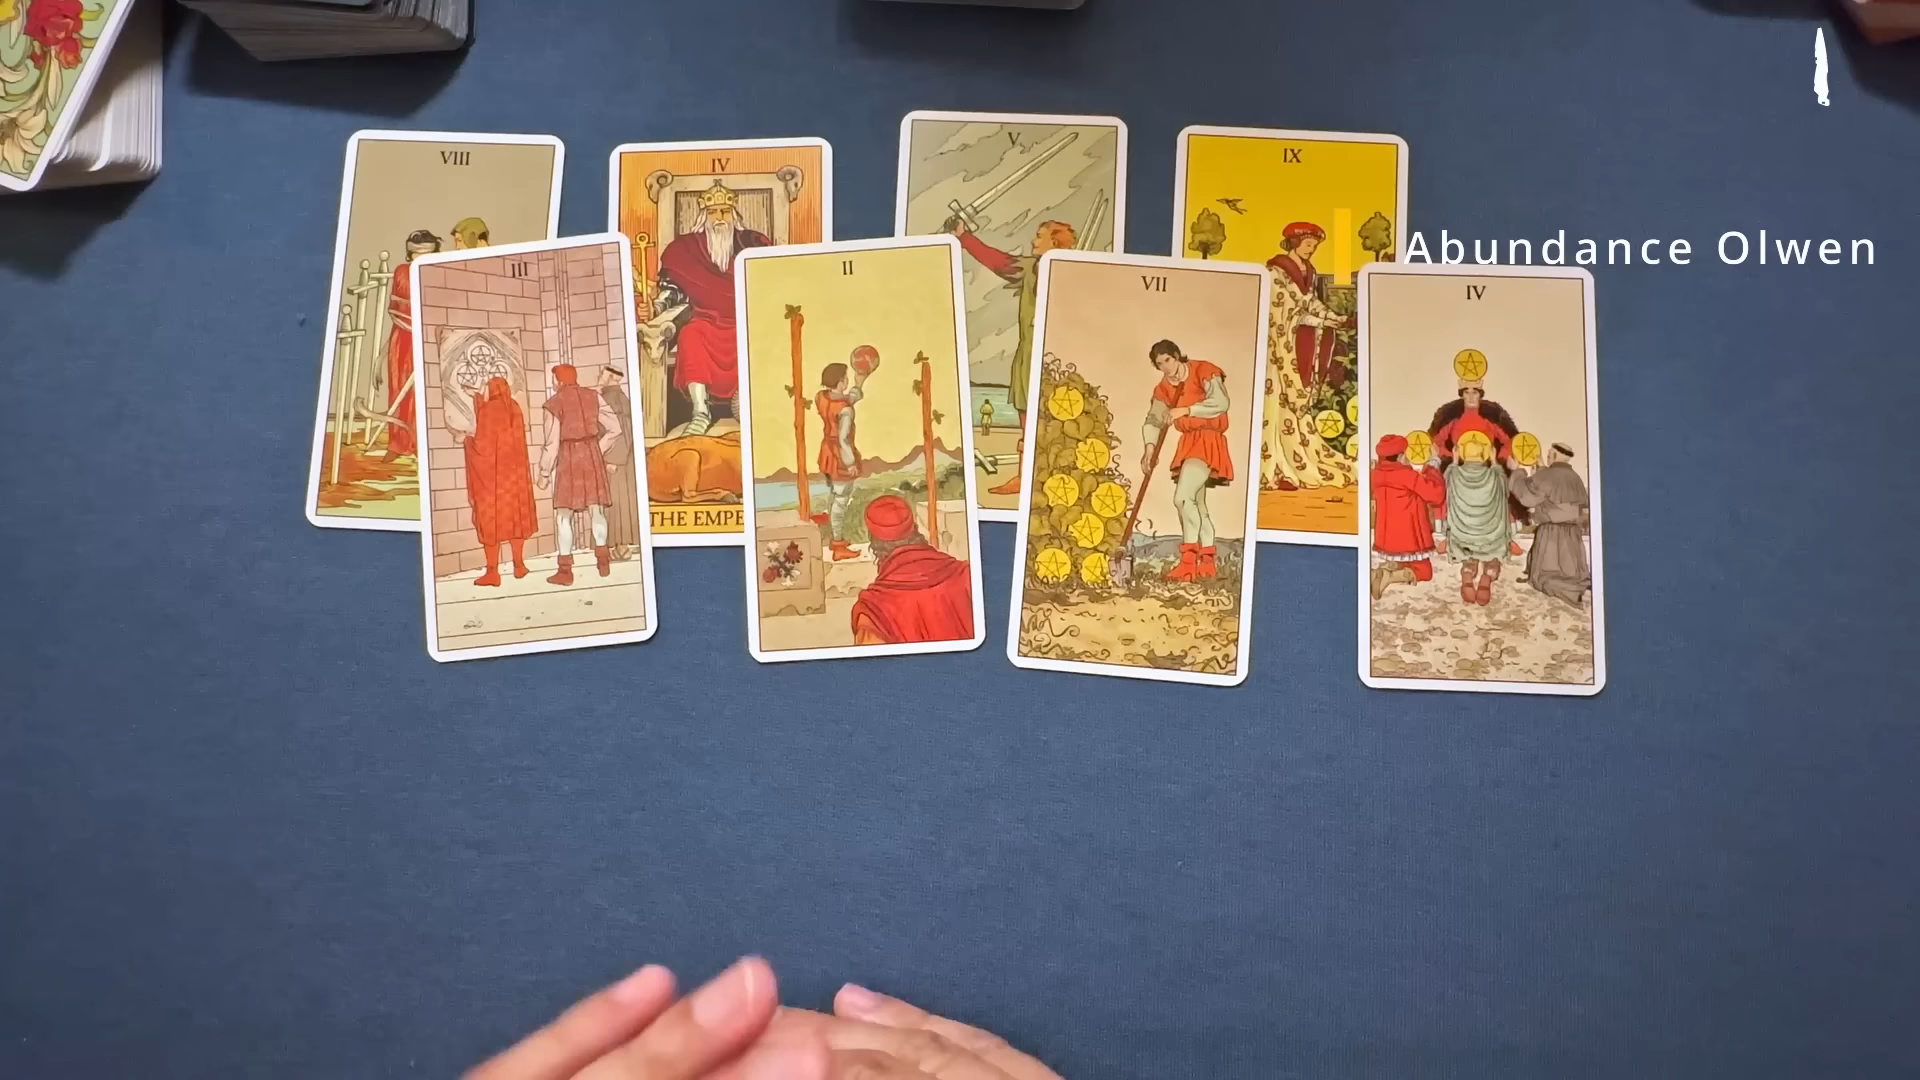 VIII
IV
V
IX
Abundance Olwen
III
II
VII
IV
THE EMPE